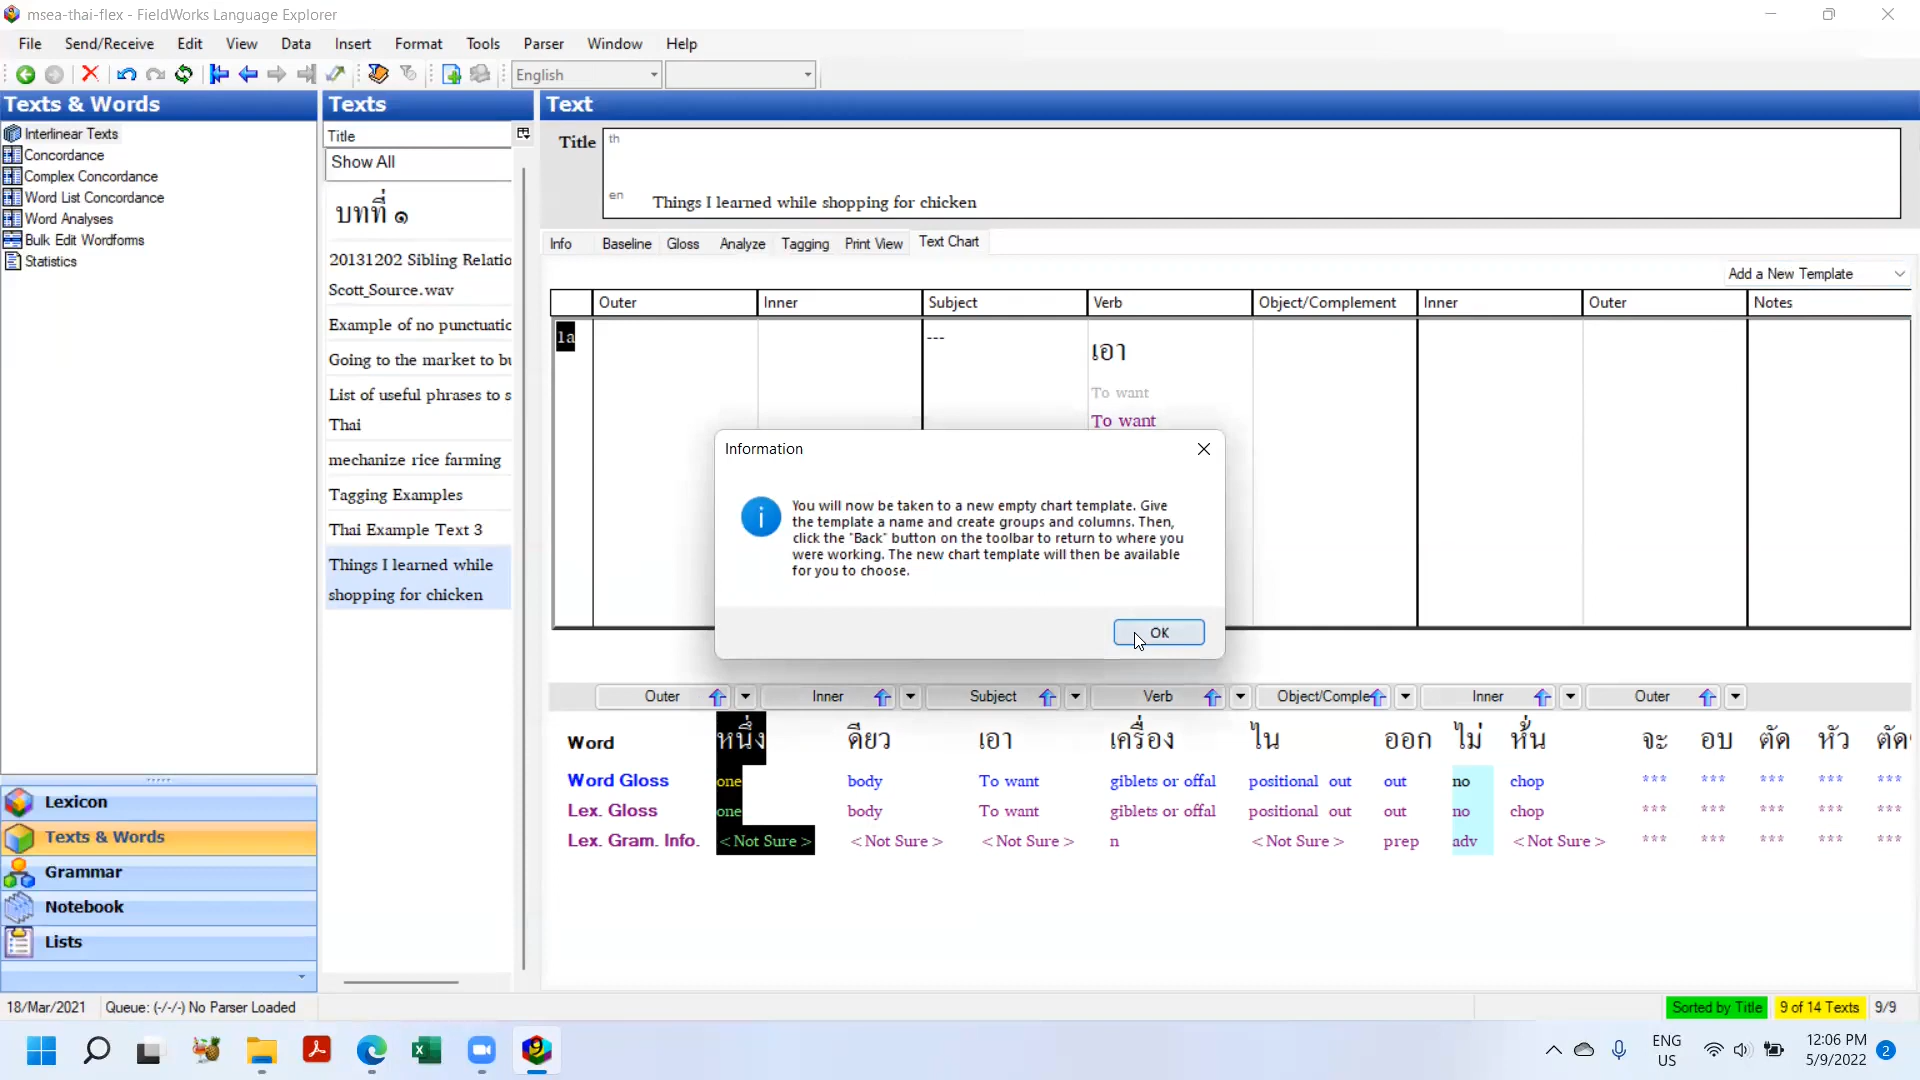 msea-thai-flex - FieldWorks Language Explorer
File Send/Receive Edit View Data Insert Format Tools Parser Window Help
English
Texts & Words
Interlinear Texts
Concordance
Complex Concordance
Word List Concordance
Word Analyses
Bulk Edit Wordforms
Statistics
Lexicon
Texts & Words
Grammar
Notebook
Lists
Texts
Title
Show All
บทที่ ๑
20131202 Sibling Relatio
Scott_Source.wav
Example of no punctuatic
Going to the market to bu
List of useful phrases to s
Thai
mechanize rice farming
Tagging Examples
Thai Example Text 3
Things I learned while
shopping for chicken
Text
Title th
en Things I learned while shopping for chicken
Info Baseline Gloss Analyze Tagging Print View Text Chart
Add a New Template
Outer Inner Subject Verb Object/Complement Inner Outer Notes
1a --- เอา
To want
To want
Information
You will now be taken to a new empty chart template. Give
the template a name and create groups and columns. Then,
click the "Back" button on the toolbar to return to where you
were working. The new chart template will then be available
for you to choose.
OK
Outer Inner Subject Verb Object/Comple Inner Outer
Word หนึ่ง ดียว เอา เครื่อง ใน ออก ไม่ หั้น จะ อบ ตัด หัว ตัด
Word Gloss one body To want giblets or offal positional out out no chop *** *** *** *** ***
Lex. Gloss one body To want giblets or offal positional out out no chop *** *** *** *** ***
Lex. Gram. Info. <Not Sure> <Not Sure> <Not Sure> n <Not Sure> prep adv <Not Sure> *** *** *** *** ***
18/Mar/2021 Queue: (-/-/-) No Parser Loaded Sorted by Title 9 of 14 Texts 9/9
ENG
US
12:06 PM
5/9/2022
2